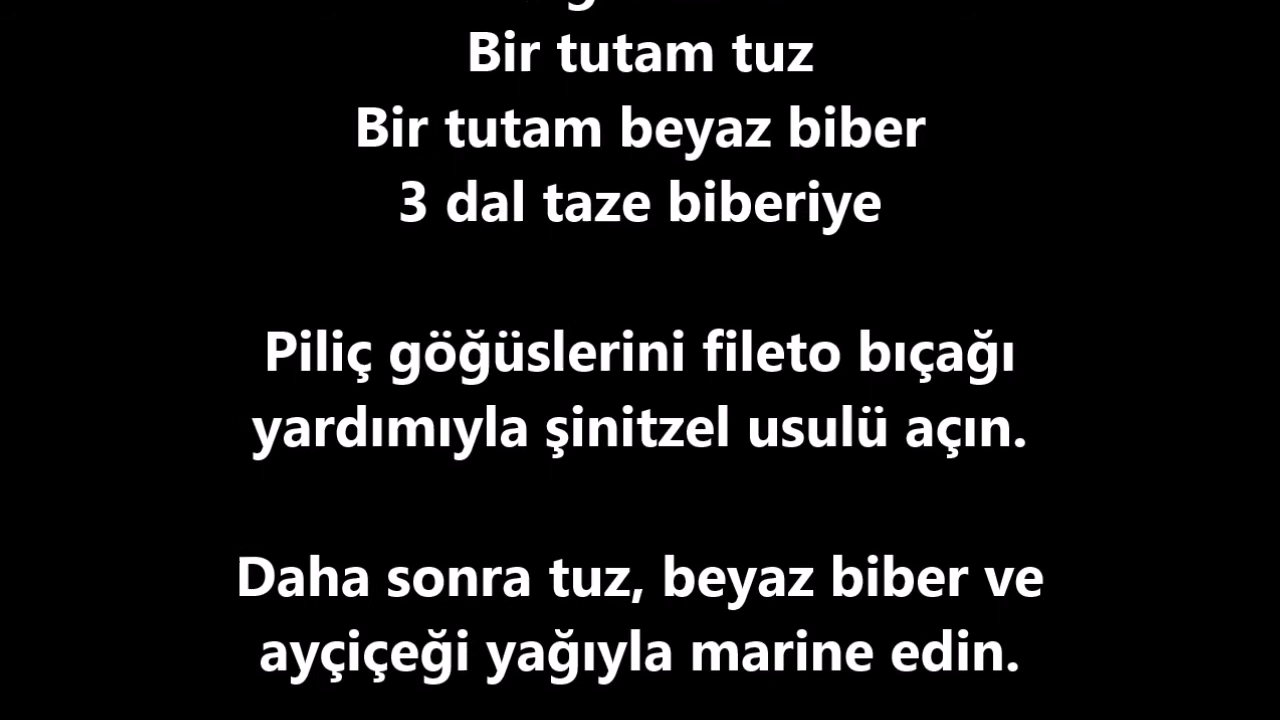 Bir tutam tuz
Bir tutam beyaz biber
3 dal taze biberiye
Piliç göğüslerini fileto bıçağı
yardımıyla şinitzel usulü açın.
Daha sonra tuz, beyaz biber ve
ayçiçeği yağıyla marine edin.